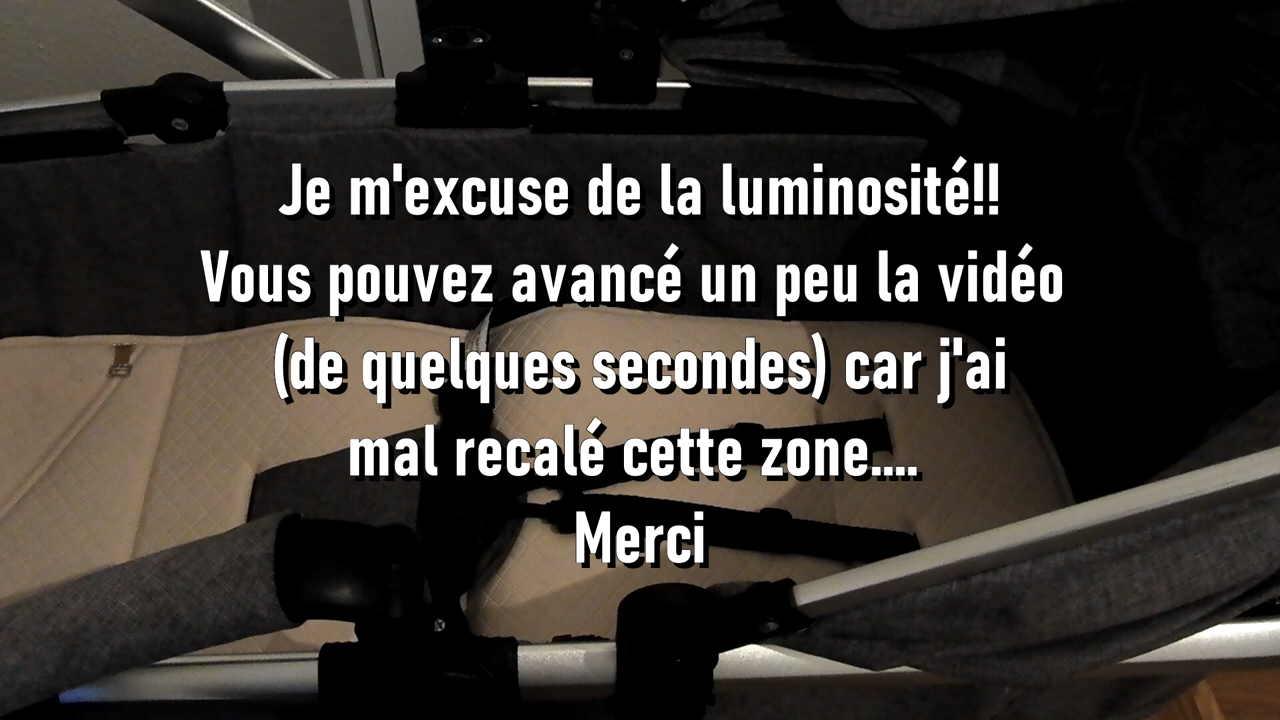 Je m'excuse de la luminosité!!
Vous pouvez avancé un peu la vidéo
(de quelques secondes) car j'ai
mal recalé cette zone....
Merci